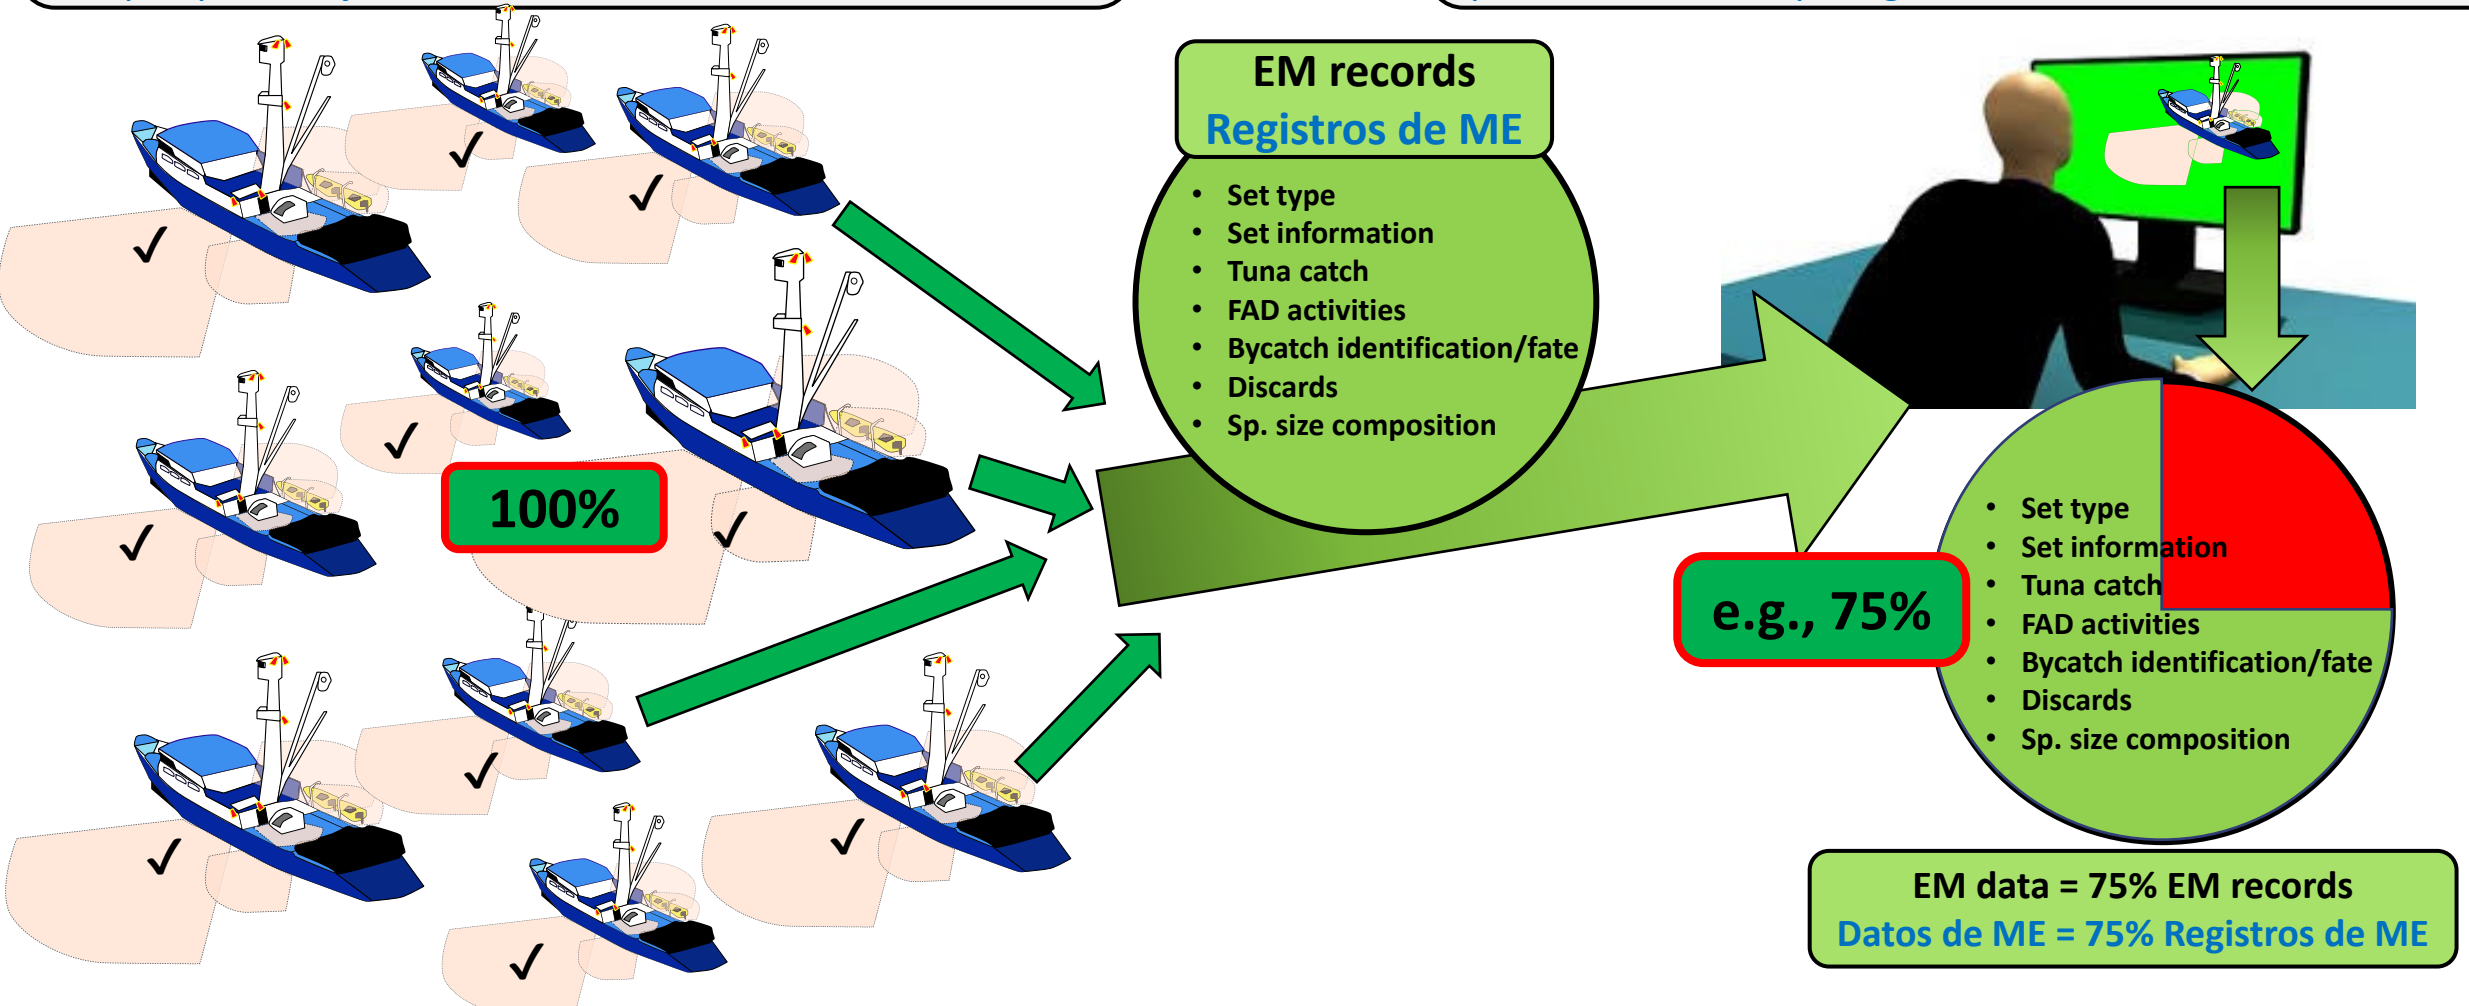 EM records
Registros de ME
• Set type
• Set information
• Tuna catch
• FAD activities
• Bycatch identification/fate
• Discards
• Sp. size composition
100%
e.g., 75%
• Set type
• Set information
• Tuna catch
• FAD activities
• Bycatch identification/fate
• Discards
• Sp. size composition
EM data = 75% EM records
Datos de ME = 75% Registros de ME